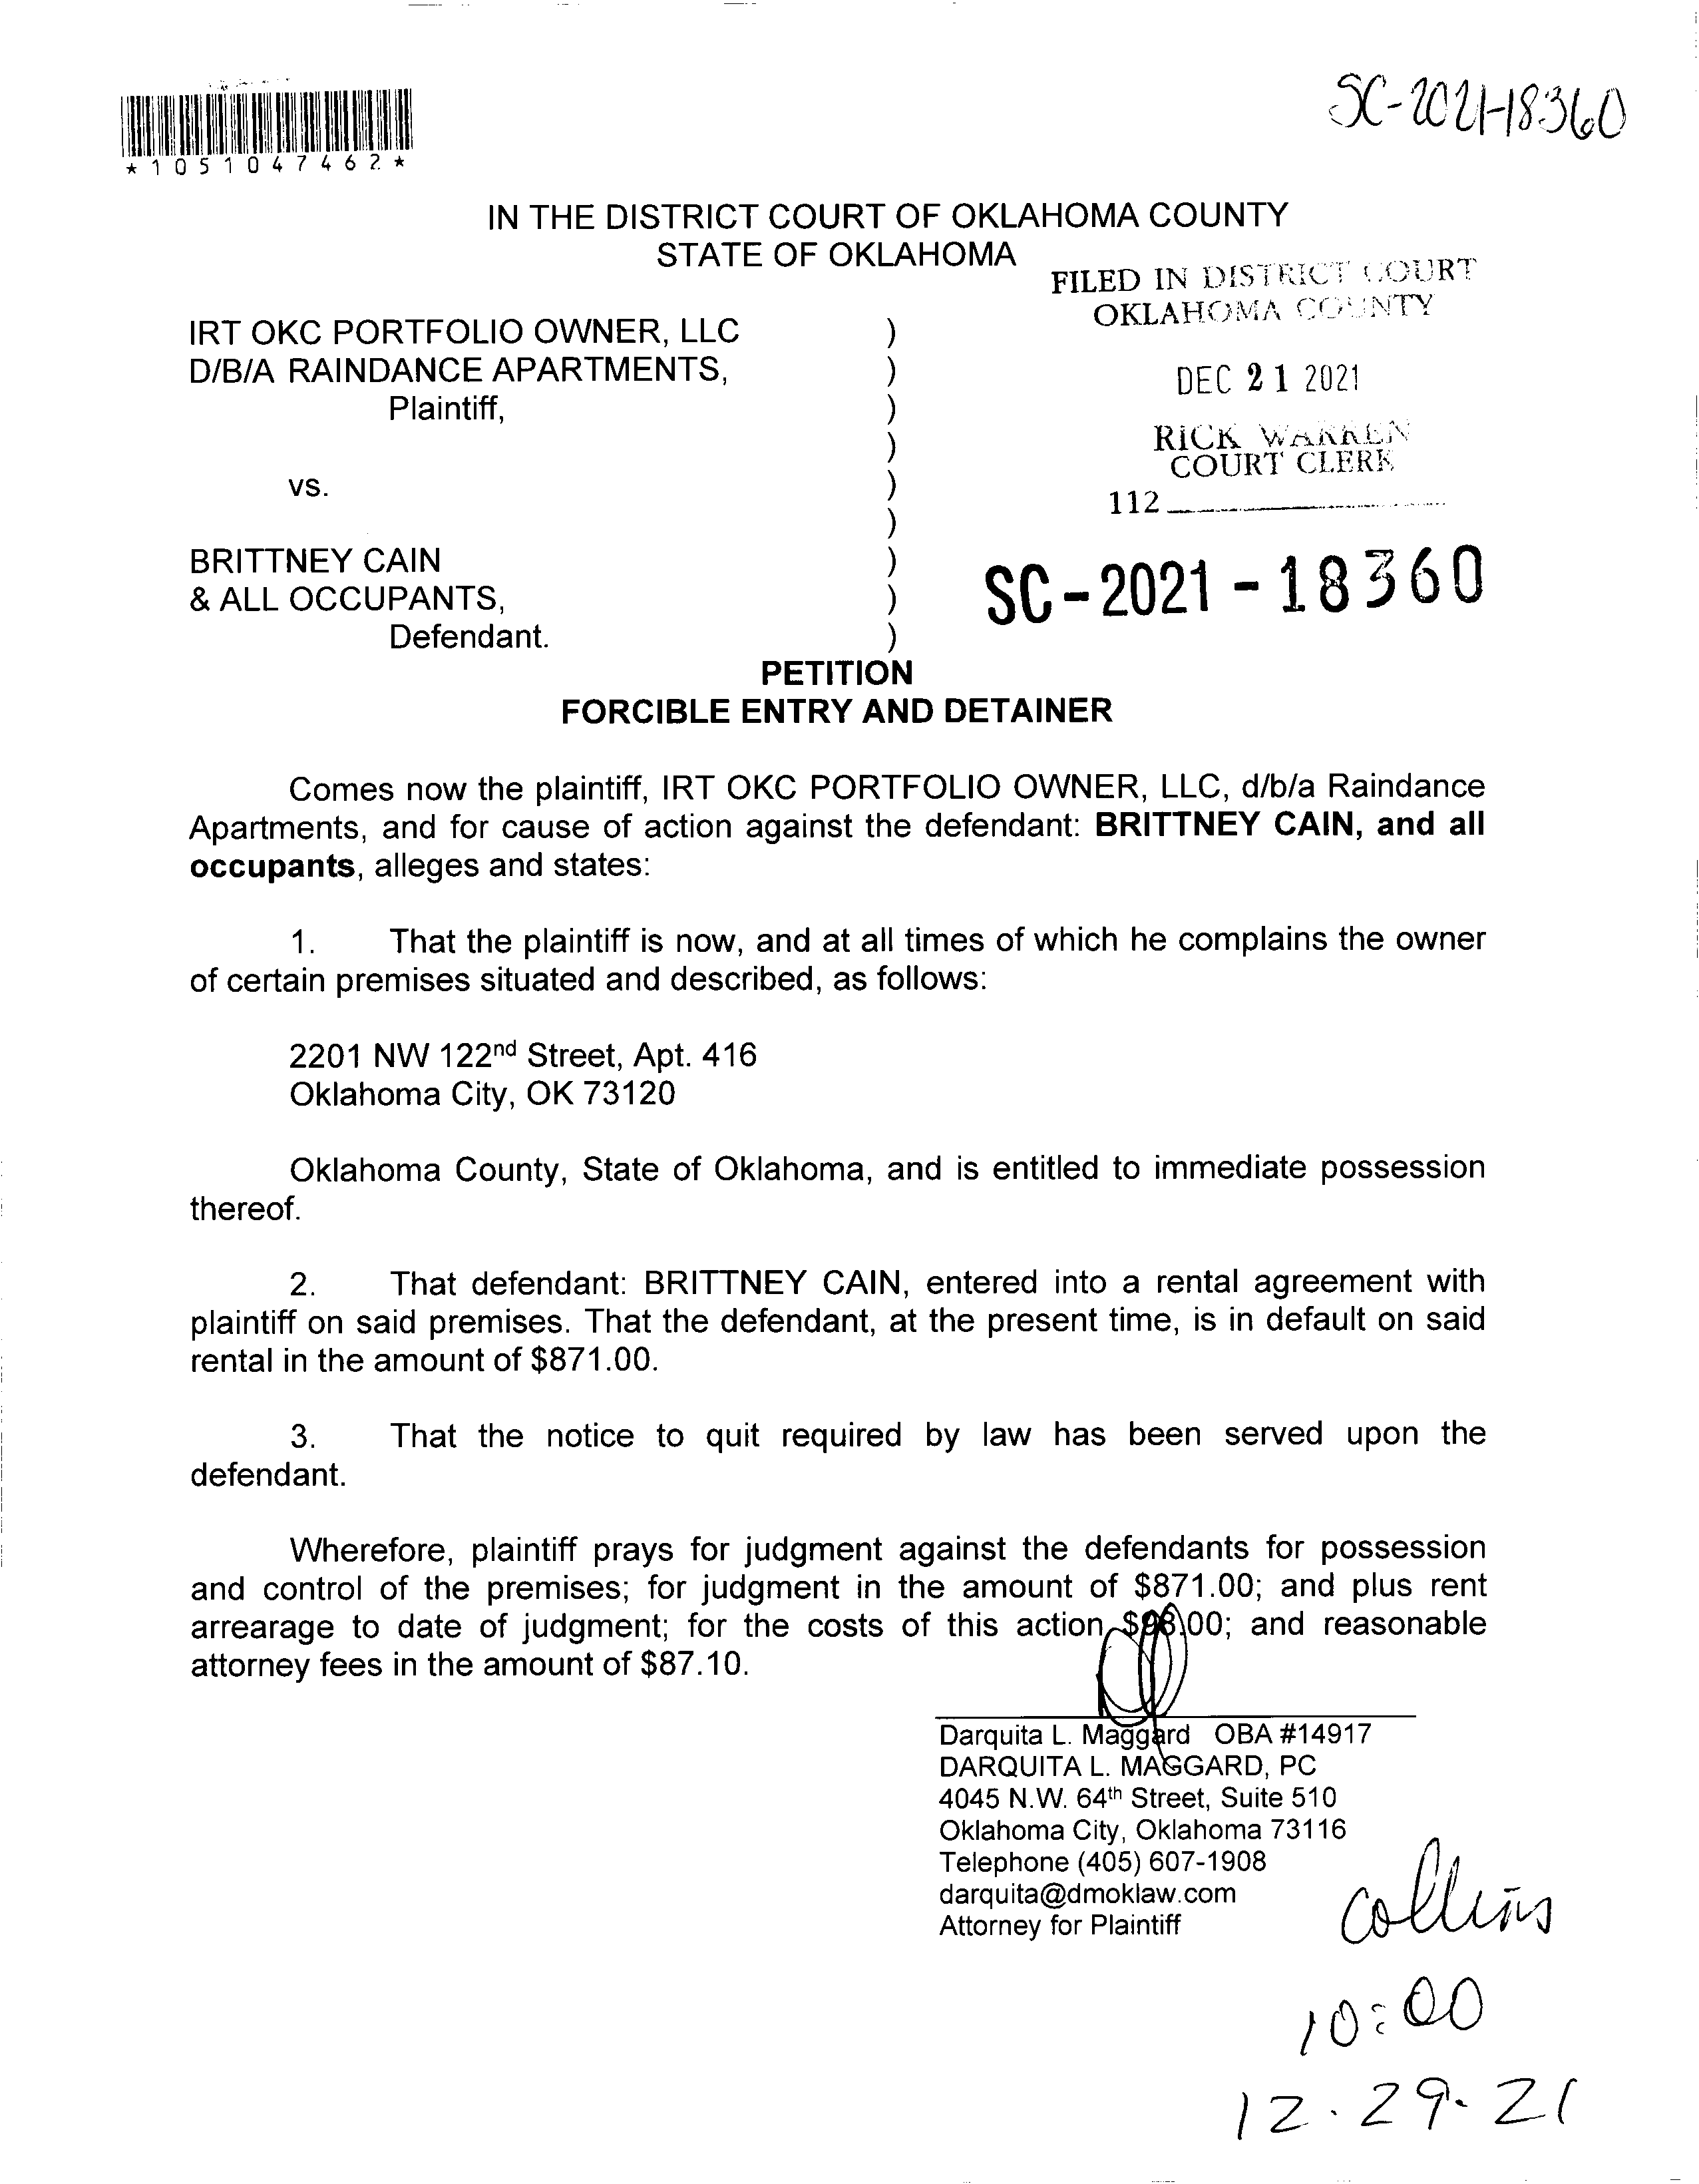 SC-2021-18360
*1051047462*
IN THE DISTRICT COURT OF OKLAHOMA COUNTY
STATE OF OKLAHOMA
FILED IN DISTRICT COURT
OKLAHOMA COUNTY
DEC 21 2021
RICK WARREN
COURT CLERK
112
IRT OKC PORTFOLIO OWNER, LLC )
D/B/A RAINDANCE APARTMENTS, )
Plaintiff, )
)
vs. )
)
BRITTNEY CAIN )
& ALL OCCUPANTS, )
Defendant. )
SC-2021-18360
PETITION
FORCIBLE ENTRY AND DETAINER
Comes now the plaintiff, IRT OKC PORTFOLIO OWNER, LLC, d/b/a Raindance
Apartments, and for cause of action against the defendant: BRITTNEY CAIN, and all
occupants, alleges and states:
1. That the plaintiff is now, and at all times of which he complains the owner
of certain premises situated and described, as follows:
2201 NW 122nd Street, Apt. 416
Oklahoma City, OK 73120
Oklahoma County, State of Oklahoma, and is entitled to immediate possession
thereof.
2. That defendant: BRITTNEY CAIN, entered into a rental agreement with
plaintiff on said premises. That the defendant, at the present time, is in default on said
rental in the amount of $871.00.
3. That the notice to quit required by law has been served upon the
defendant.
Wherefore, plaintiff prays for judgment against the defendants for possession
and control of the premises; for judgment in the amount of $871.00; and plus rent
arrearage to date of judgment; for the costs of this action $98.00; and reasonable
attorney fees in the amount of $87.10.
Darquita L. Maggard OBA #14917
DARQUITA L. MAGGARD, PC
4045 N.W. 64th Street, Suite 510
Oklahoma City, Oklahoma 73116
Telephone (405) 607-1908
darquita@dmoklaw.com
Attorney for Plaintiff
Collins
10:00
12.29.21